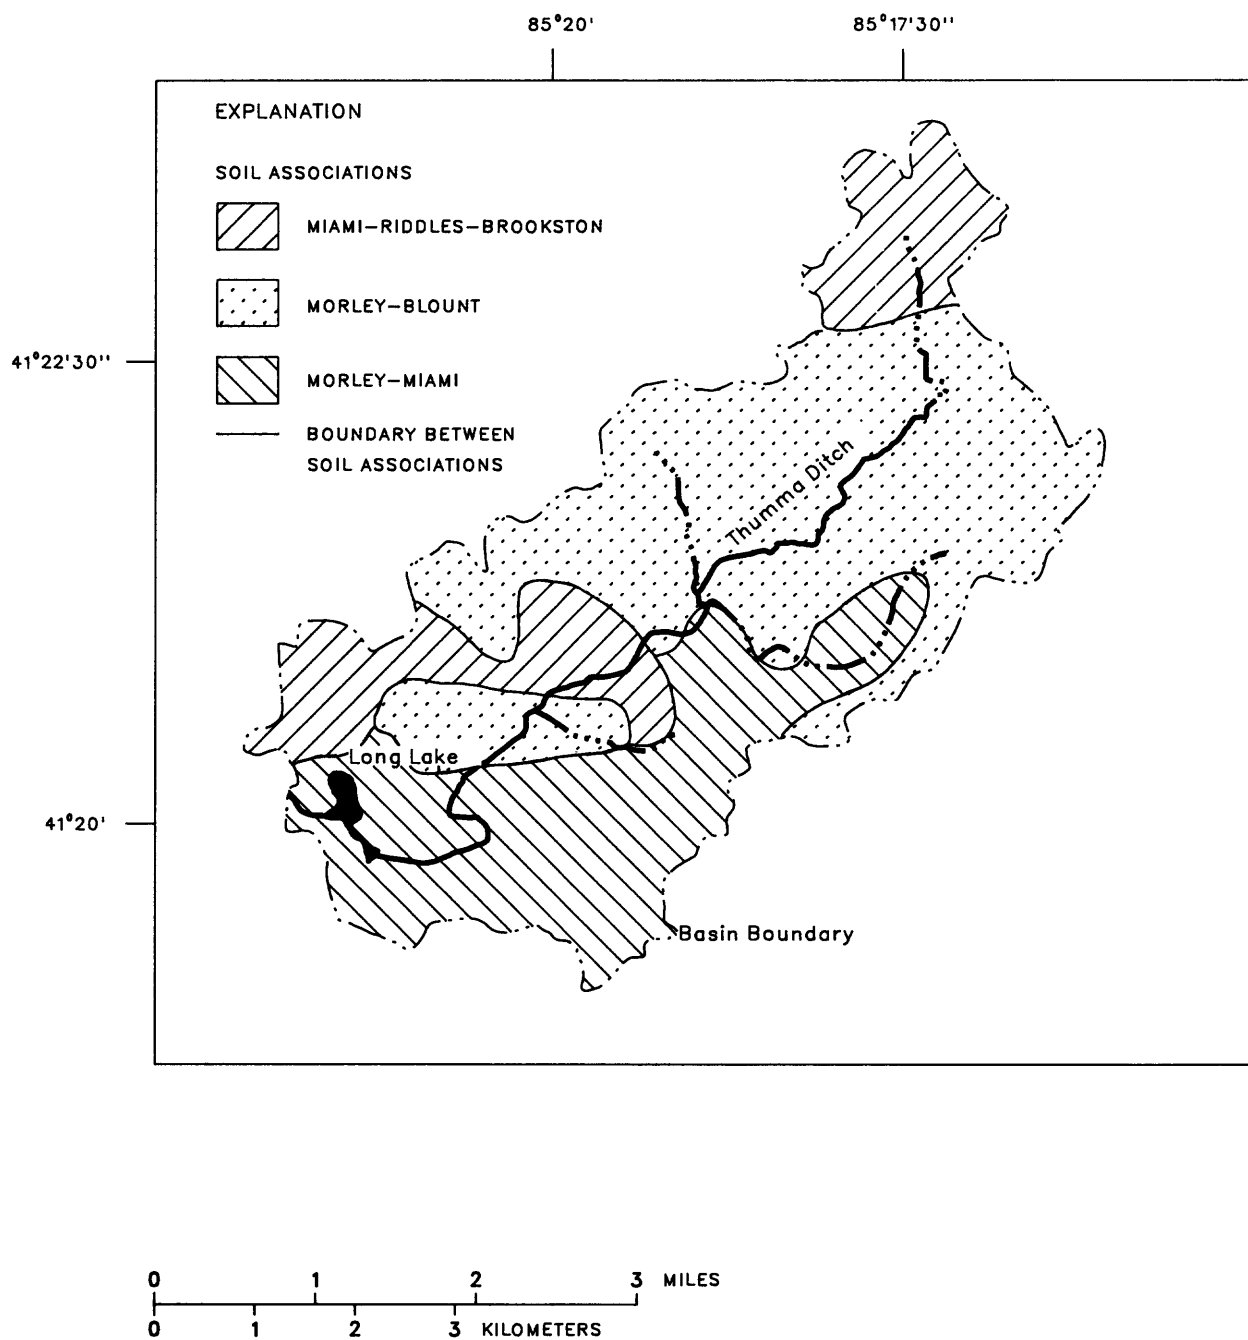 85°20' 85°17'30"
EXPLANATION
SOIL ASSOCIATIONS
MIAMI–RIDDLES–BROOKSTON
MORLEY–BLOUNT
41°22'30"
MORLEY–MIAMI
BOUNDARY BETWEEN
SOIL ASSOCIATIONS
Thumma Ditch
Long Lake
41°20'
Basin Boundary
0 1 2 3 MILES
0 1 2 3 KILOMETERS